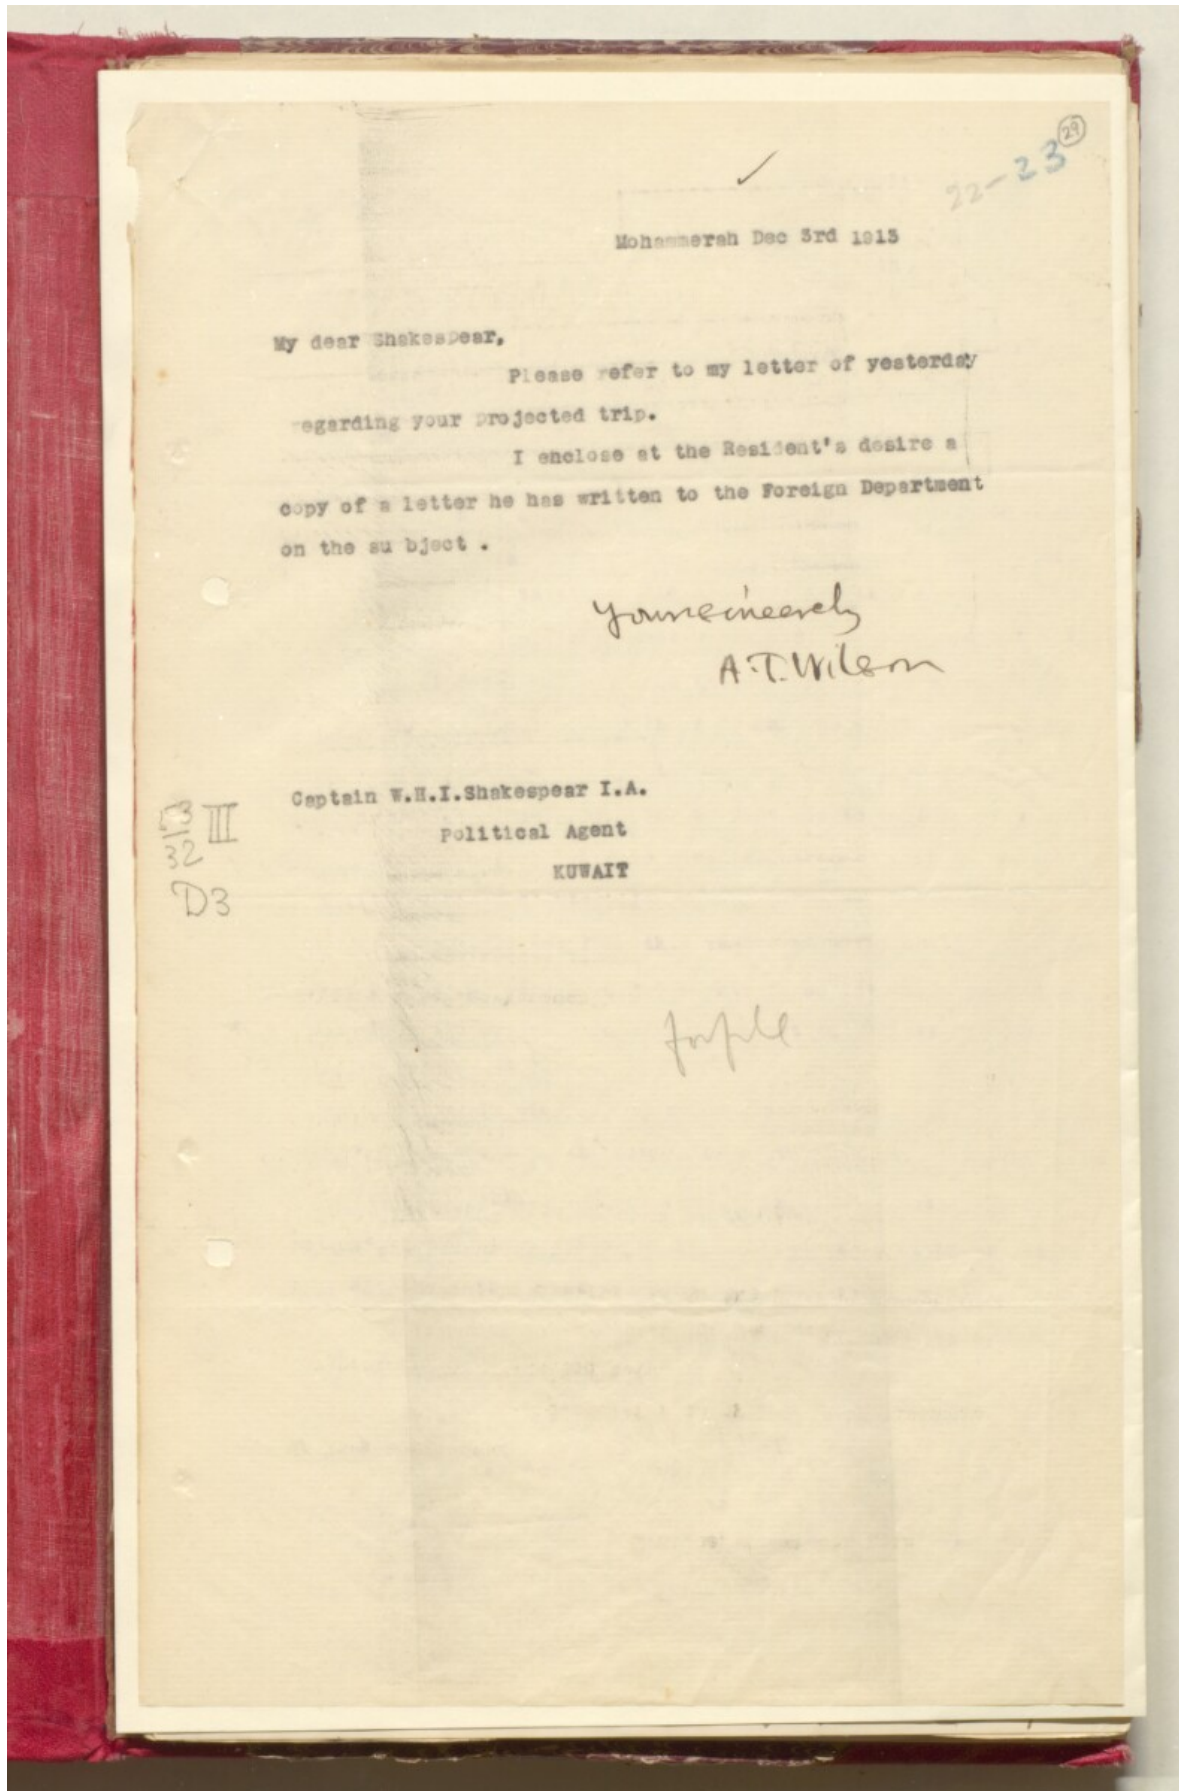 29
22-23
Mohammerah Dec 3rd 1913
My dear Shakespear,
Please refer to my letter of yesterday
regarding your projected trip.
I enclose at the Resident's desire a
copy of a letter he has written to the Foreign Department
on the su bject .
Yours sincerely
A.T. Wilson
Captain W.H.I.Shakespear I.A.
Political Agent
KUWAIT
III
32
D3
for file